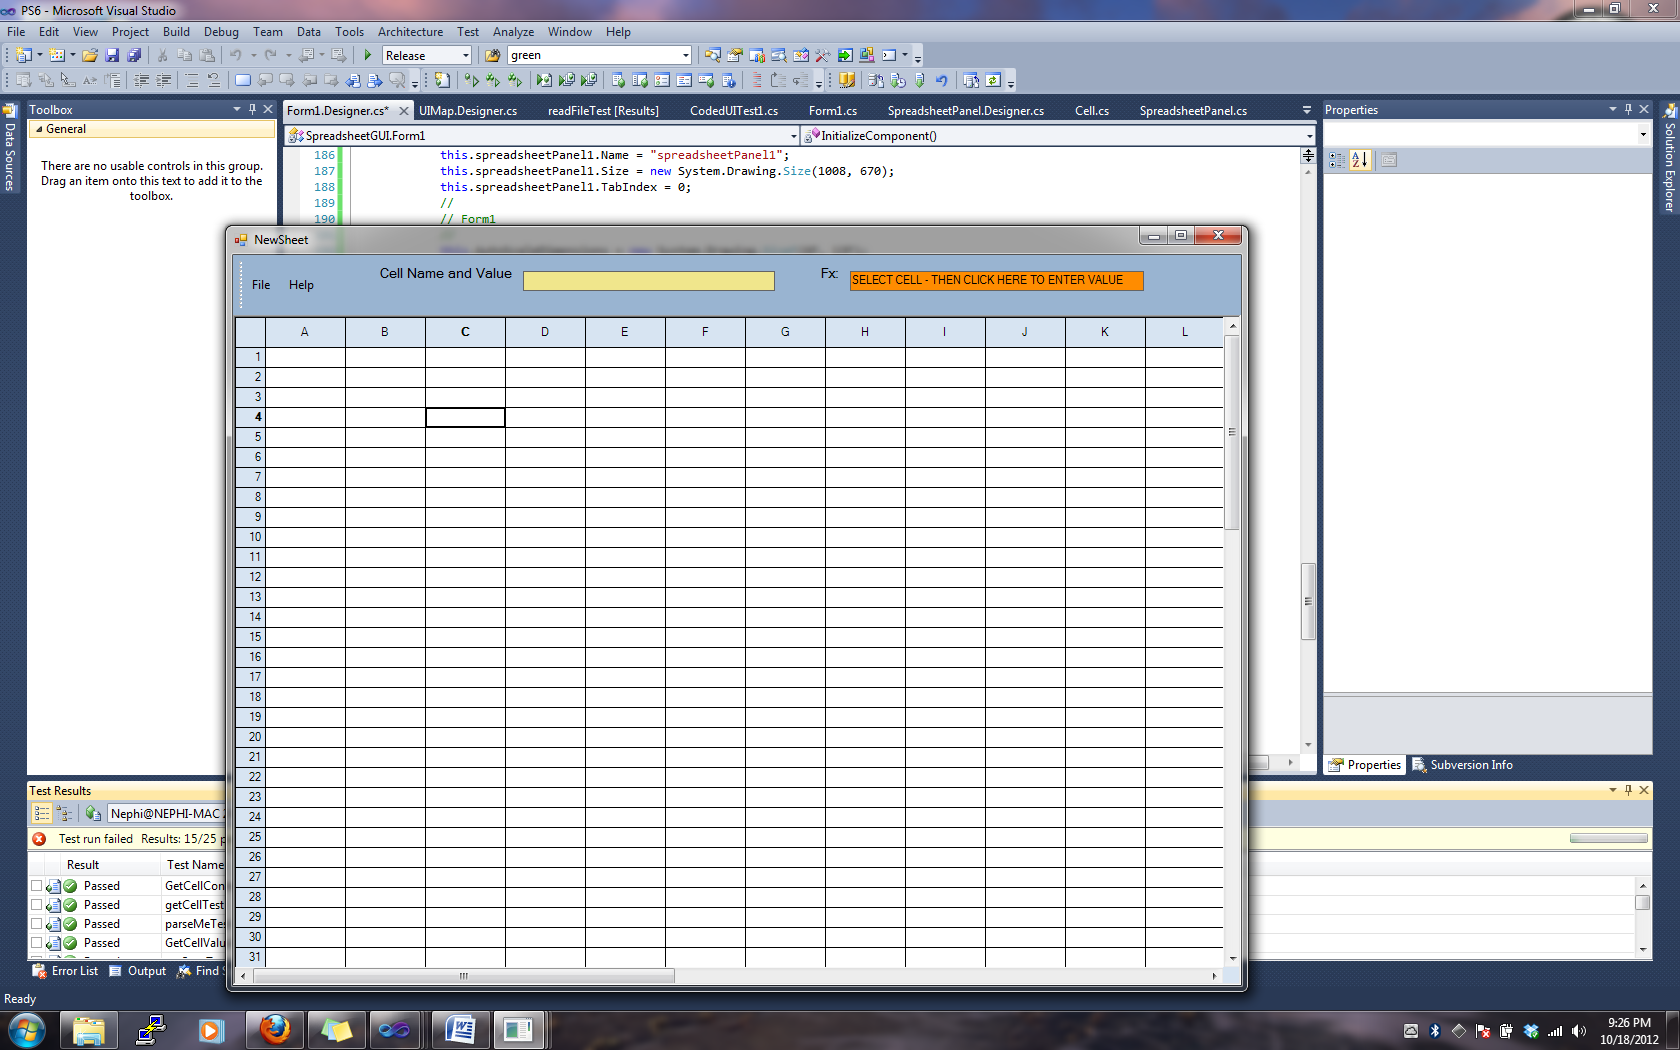 PS6 - Microsoft Visual Studio
File Edit View Project Build Debug Team Data Tools Architecture Test Analyze Window Help
Release green
Toolbox
General
There are no usable controls in this group.
Drag an item onto this text to add it to the
toolbox.
Data Sources
Form1.Designer.cs* UIMap.Designer.cs readFileTest [Results] CodedUITest1.cs Form1.cs SpreadsheetPanel.Designer.cs Cell.cs SpreadsheetPanel.cs
SpreadsheetGUI.Form1 InitializeComponent()
186 this.spreadsheetPanel1.Name = "spreadsheetPanel1";
187 this.spreadsheetPanel1.Size = new System.Drawing.Size(1008, 670);
188 this.spreadsheetPanel1.TabIndex = 0;
189 //
190 // Form1
Properties
Solution Explorer
NewSheet
File Help
Cell Name and Value
Fx: SELECT CELL - THEN CLICK HERE TO ENTER VALUE
A B C D E F G H I J K L
1
2
3
4
5
6
7
8
9
10
11
12
13
14
15
16
17
18
19
20
21
22
23
24
25
26
27
28
29
30
31
Properties Subversion Info
Test Results
Nephi@NEPHI-MAC
Test run failed Results: 15/25 p
Result Test Name
Passed GetCellCon
Passed getCellTest
Passed parseMeTe
Passed GetCellValu
Error List Output Find
Ready
9:26 PM
10/18/2012